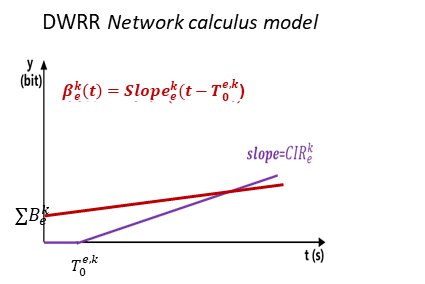 DWRR Network calculus model
y
(bit)
βₑᵏ(t) = Slopeₑᵏ(t − T₀ᵉ,ᵏ)
slope=CIRₑᵏ
∑Bₑᵏ
t (s)
T₀ᵉ,ᵏ